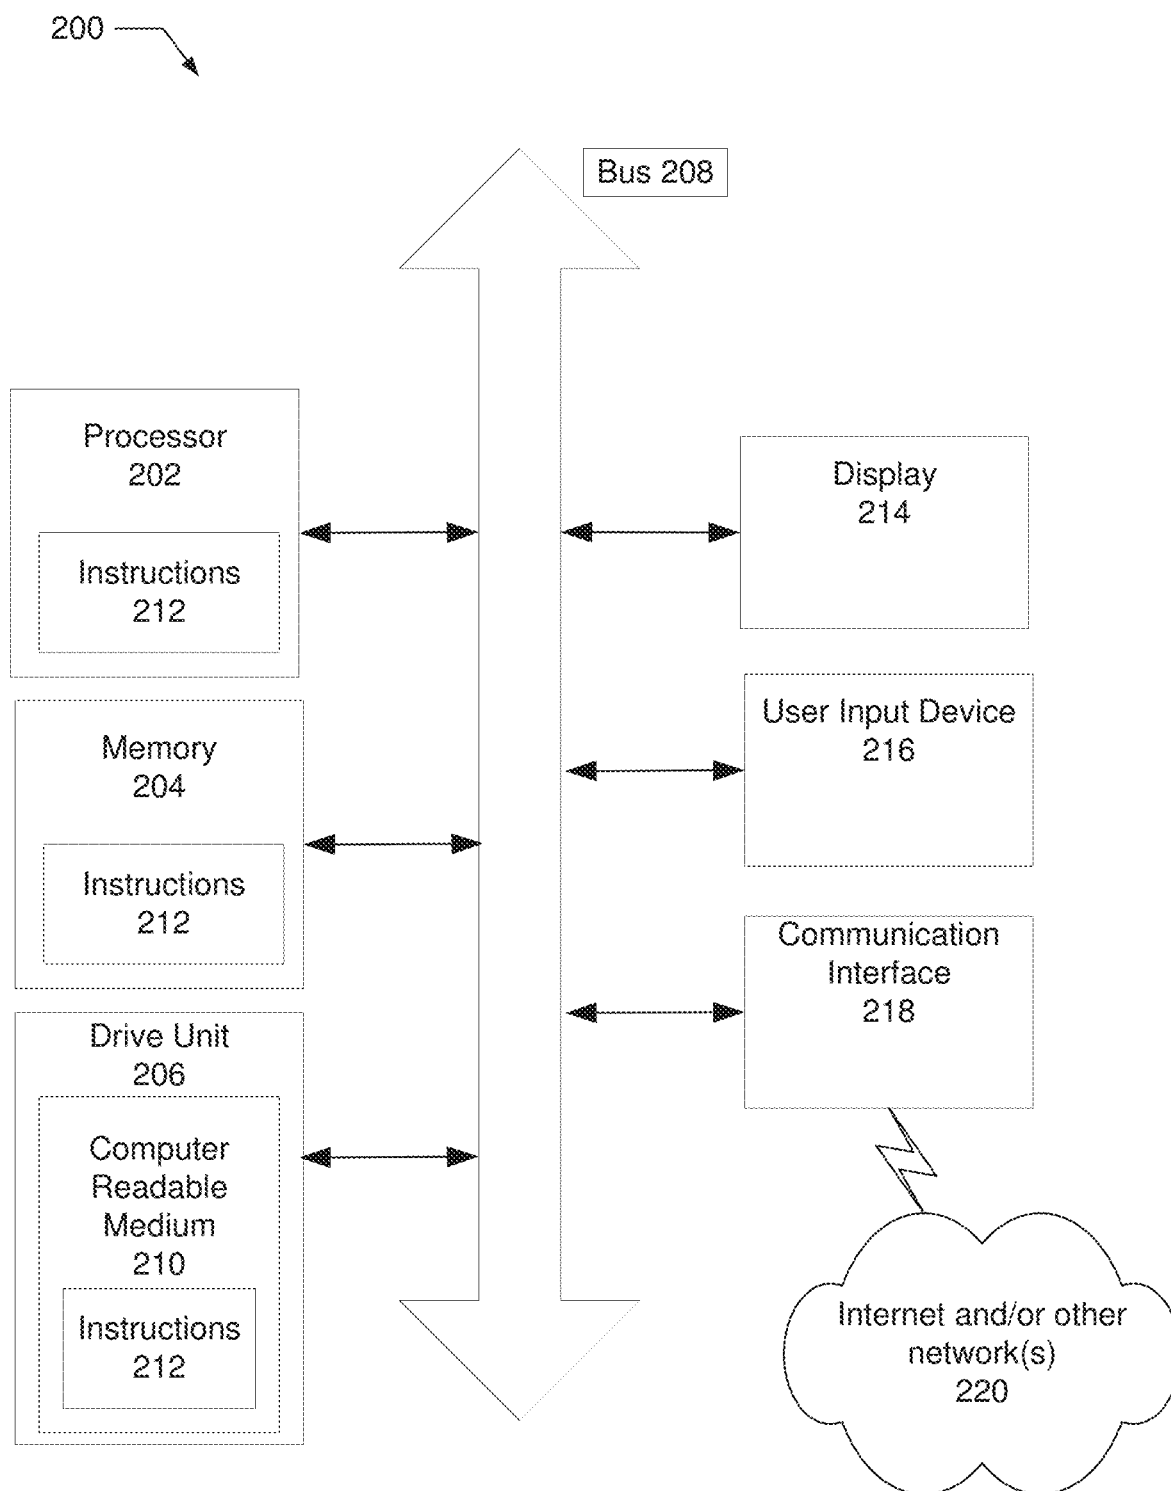 200
Bus 208
Processor
202
Instructions
212
Memory
204
Instructions
212
Drive Unit
206
Computer
Readable
Medium
210
Instructions
212
Display
214
User Input Device
216
Communication
Interface
218
Internet and/or other
network(s)
220